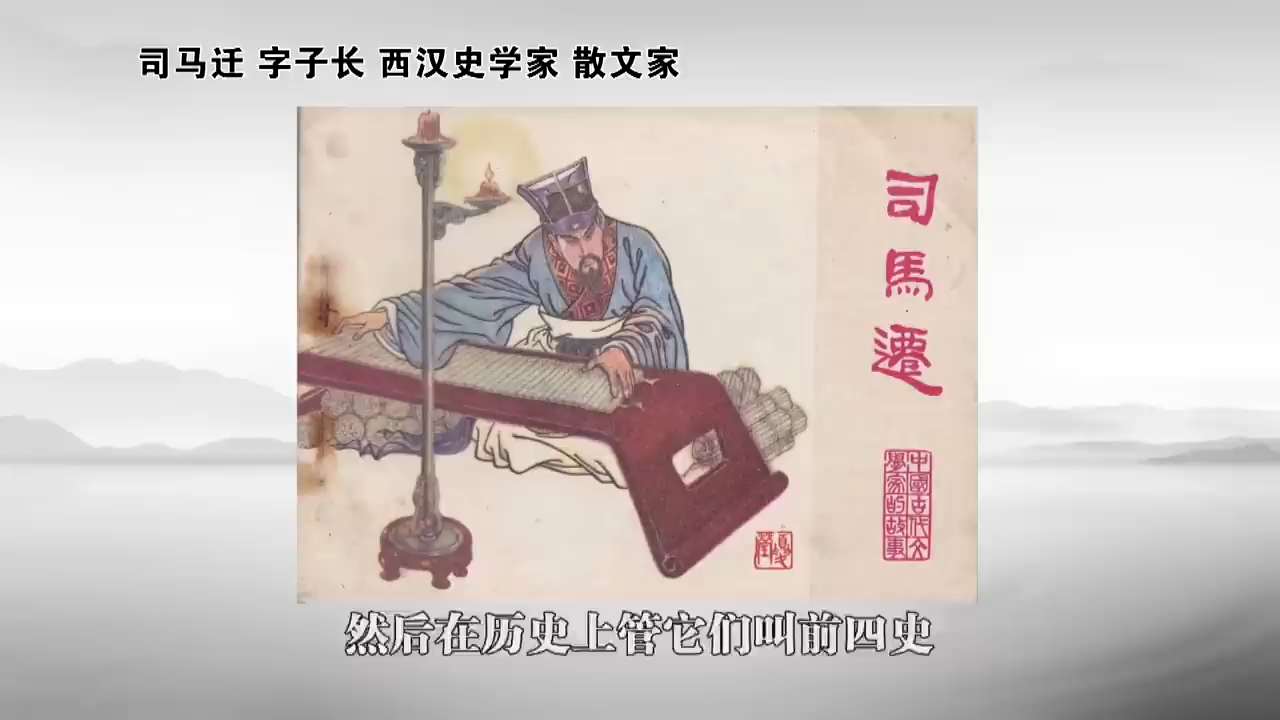 司马迁 字子长 西汉史学家 散文家
司馬遷
中國古代文
學家的故事
然后在历史上管它们叫前四史